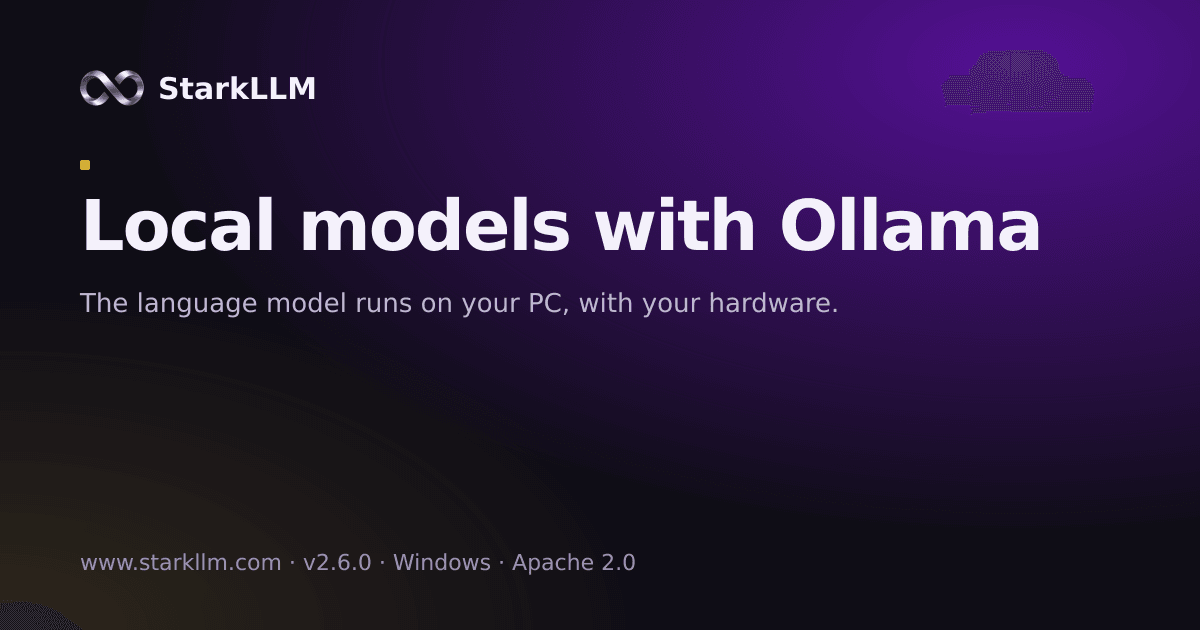 StarkLLM
Local models with Ollama
The language model runs on your PC, with your hardware.
www.starkllm.com · v2.6.0 · Windows · Apache 2.0